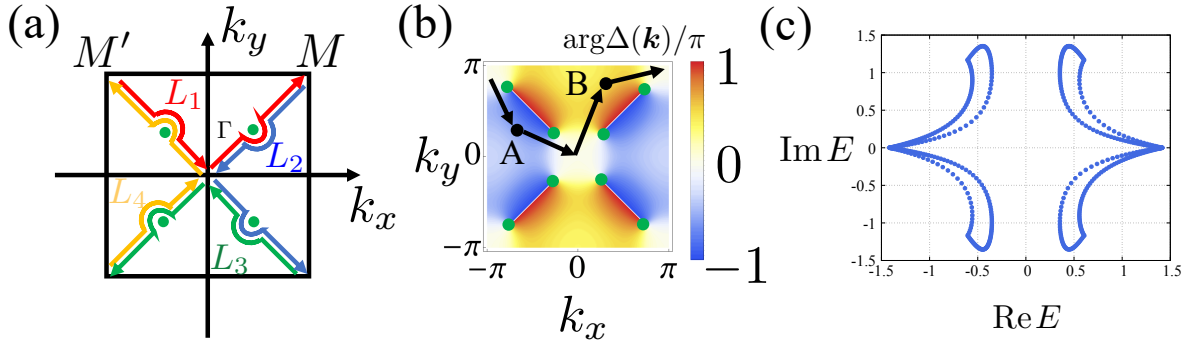 (a)
k_y
M′
M
L_1
Γ
L_2
L_4
L_3
k_x
(b)
argΔ(k)/π
π
0
−π
k_y
A
B
−π
0
π
k_x
1
0
−1
(c)
1.5
1
0.5
0
-0.5
-1
-1.5
Im E
-1.5
-1
-0.5
0
0.5
1
1.5
Re E